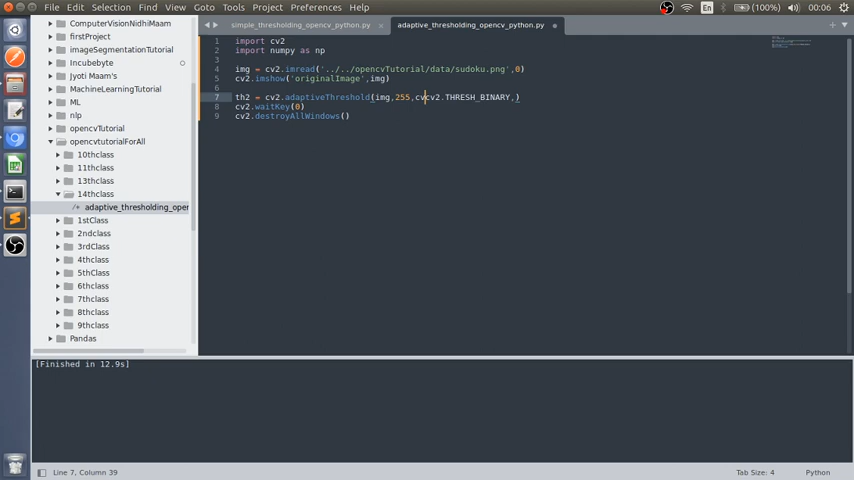 File Edit Selection Find View Goto Tools Project Preferences Help En (100%) 00:06
ComputerVisionNidhiMaam
firstProject
imageSegmentationTutorial
Incubebyte
Jyoti Maam's
MachineLearningTutorial
ML
nlp
opencvTutorial
opencvtutorialForAll
10thclass
11thclass
13thclass
14thclass
adaptive_thresholding_open
1stClass
2ndclass
3rdClass
4thclass
5thClass
6thclass
7thclass
8thclass
9thclass
Pandas
simple_thresholding_opencv_python.py × adaptive_thresholding_opencv_python.py
1 import cv2
2 import numpy as np
3
4 img = cv2.imread('../../opencvTutorial/data/sudoku.png',0)
5 cv2.imshow('originalImage',img)
6
7 th2 = cv2.adaptiveThreshold(img,255,cvcv2.THRESH_BINARY,)
8 cv2.waitKey(0)
9 cv2.destroyAllWindows()
[Finished in 12.9s]
Line 7, Column 39 Tab Size: 4 Python